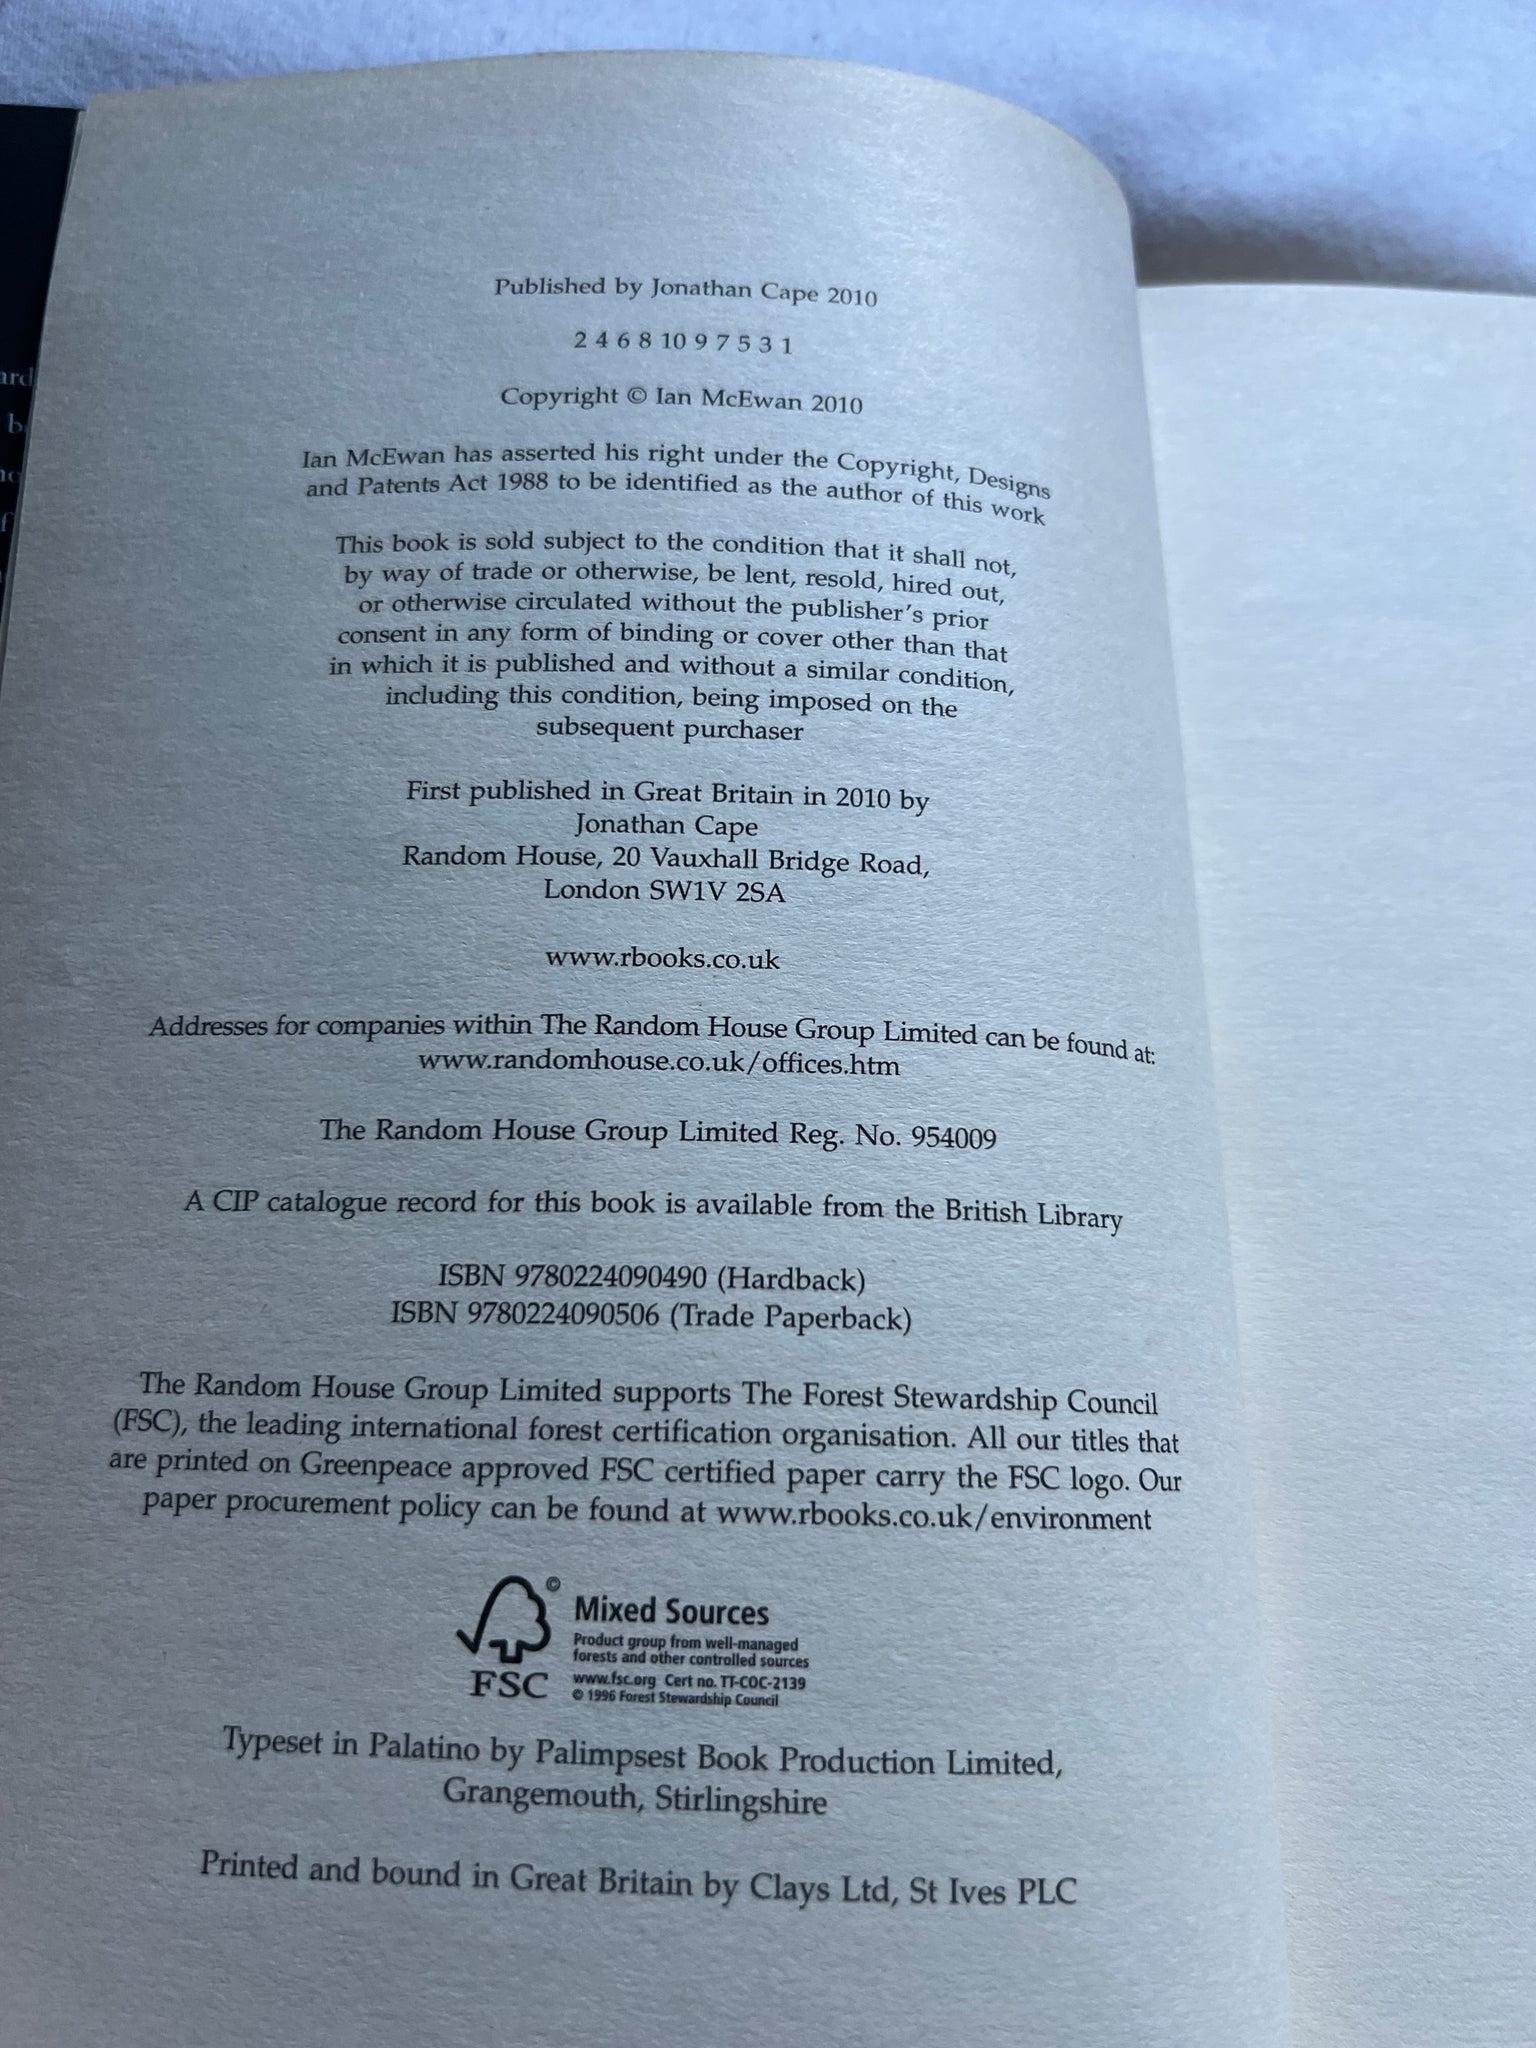 Published by Jonathan Cape 2010
2 4 6 8 10 9 7 5 3 1
Copyright © Ian McEwan 2010
Ian McEwan has asserted his right under the Copyright, Designs
and Patents Act 1988 to be identified as the author of this work
This book is sold subject to the condition that it shall not,
by way of trade or otherwise, be lent, resold, hired out,
or otherwise circulated without the publisher's prior
consent in any form of binding or cover other than that
in which it is published and without a similar condition,
including this condition, being imposed on the
subsequent purchaser
First published in Great Britain in 2010 by
Jonathan Cape
Random House, 20 Vauxhall Bridge Road,
London SW1V 2SA
www.rbooks.co.uk
Addresses for companies within The Random House Group Limited can be found at:
www.randomhouse.co.uk/offices.htm
The Random House Group Limited Reg. No. 954009
A CIP catalogue record for this book is available from the British Library
ISBN 9780224090490 (Hardback)
ISBN 9780224090506 (Trade Paperback)
The Random House Group Limited supports The Forest Stewardship Council
(FSC), the leading international forest certification organisation. All our titles that
are printed on Greenpeace approved FSC certified paper carry the FSC logo. Our
paper procurement policy can be found at www.rbooks.co.uk/environment
©
FSC
Mixed Sources
Product group from well-managed
forests and other controlled sources
www.fsc.org Cert no. TT-COC-2139
© 1996 Forest Stewardship Council
Typeset in Palatino by Palimpsest Book Production Limited,
Grangemouth, Stirlingshire
Printed and bound in Great Britain by Clays Ltd, St Ives PLC